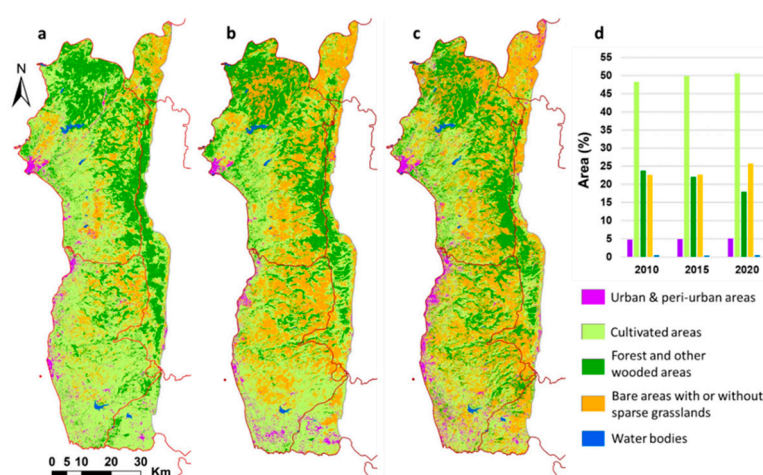 a
b
c
d
N
55
50
45
40
35
30
25
20
15
10
5
0
Area (%)
2010
2015
2020
Urban & peri-urban areas
Cultivated areas
Forest and other
wooded areas
Bare areas with or without
sparse grasslands
Water bodies
0 5 10 20 30
Km